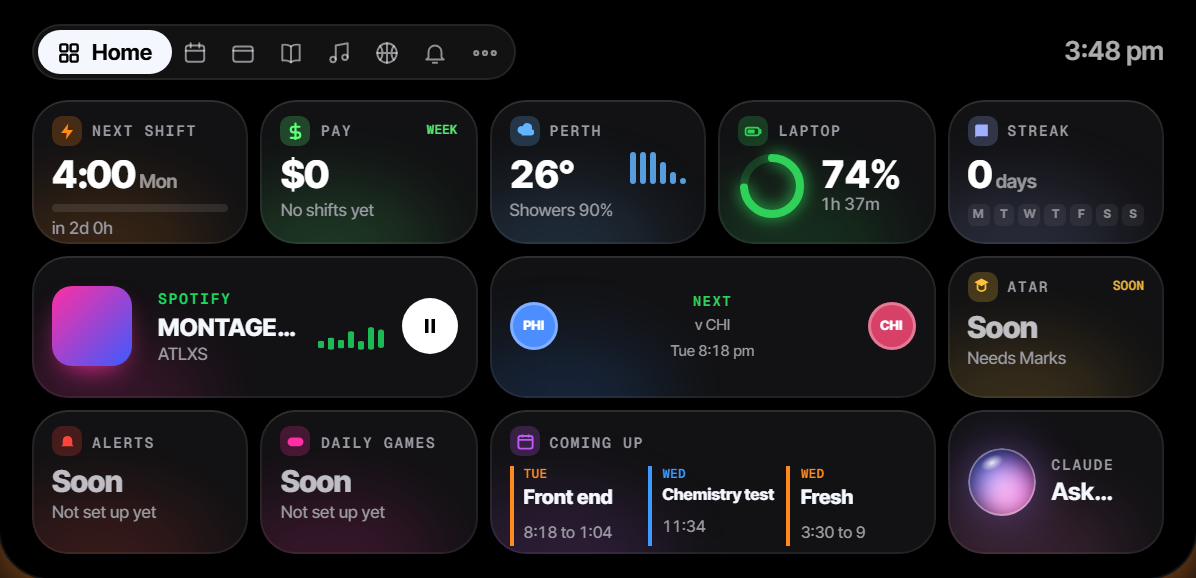 Home
3:48 pm
NEXT SHIFT
4:00 Mon
in 2d 0h
PAY
WEEK
$0
No shifts yet
PERTH
26°
Showers 90%
LAPTOP
74%
1h 37m
STREAK
0 days
M T W T F S S
SPOTIFY
MONTAGE...
ATLXS
PHI
NEXT
v CHI
Tue 8:18 pm
CHI
ATAR
SOON
Soon
Needs Marks
ALERTS
Soon
Not set up yet
DAILY GAMES
Soon
Not set up yet
COMING UP
TUE
Front end
8:18 to 1:04
WED
Chemistry test
11:34
WED
Fresh
3:30 to 9
CLAUDE
Ask...